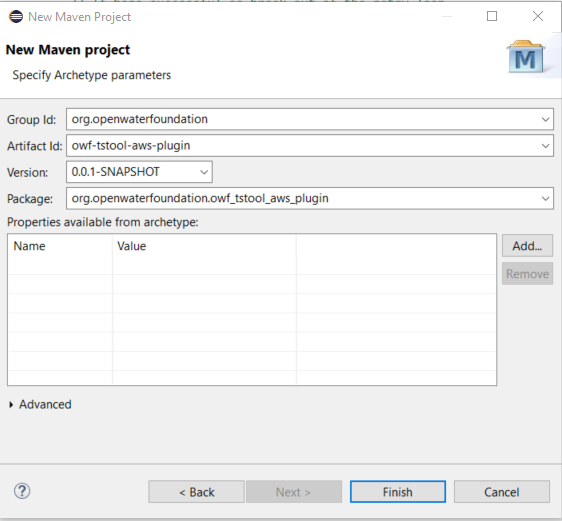 New Maven Project
New Maven project
Specify Archetype parameters
M
Group Id: org.openwaterfoundation
Artifact Id: owf-tstool-aws-plugin
Version: 0.0.1-SNAPSHOT
Package: org.openwaterfoundation.owf_tstool_aws_plugin
Properties available from archetype:
Name Value Add...
Remove
Advanced
? < Back Next > Finish Cancel